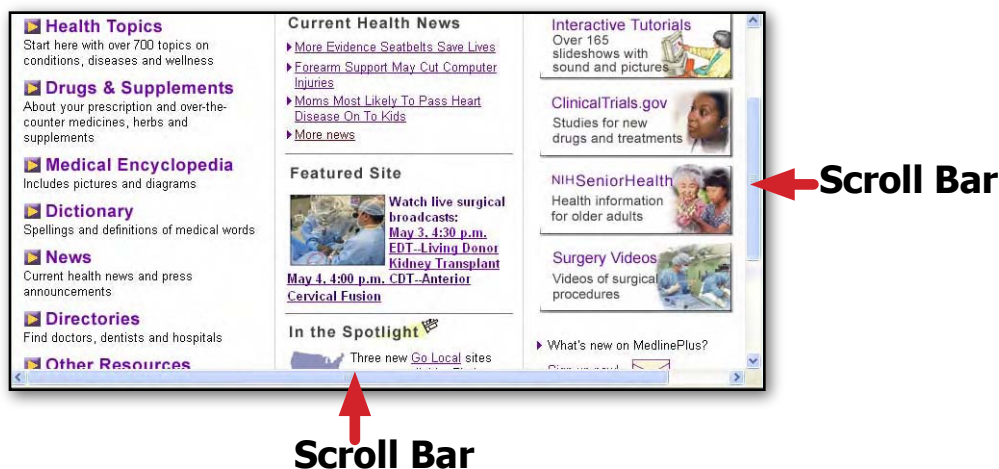 Health Topics
Start here with over 700 topics on
conditions, diseases and wellness
Drugs & Supplements
About your prescription and over-the-
counter medicines, herbs and
supplements
Medical Encyclopedia
Includes pictures and diagrams
Dictionary
Spellings and definitions of medical words
News
Current health news and press
announcements
Directories
Find doctors, dentists and hospitals
Other Resources
Current Health News
More Evidence Seatbelts Save Lives
Forearm Support May Cut Computer
Injuries
Moms Most Likely To Pass Heart
Disease On To Kids
More news
Featured Site
Watch live surgical
broadcasts:
May 3, 4:30 p.m.
EDT--Living Donor
Kidney Transplant
May 4, 4:00 p.m. CDT--Anterior
Cervical Fusion
In the Spotlight
Three new Go Local sites
Interactive Tutorials
Over 165
slideshows with
sound and pictures
ClinicalTrials.gov
Studies for new
drugs and treatments
NIHSeniorHealth
Health information
for older adults
Surgery Videos
Videos of surgical
procedures
What's new on MedlinePlus?
Scroll Bar
Scroll Bar